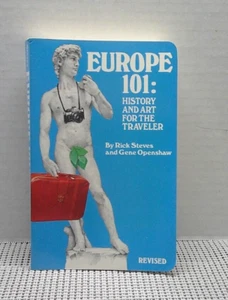 EUROPE
101:
HISTORY
AND ART
FOR THE
TRAVELER
By Rick Steves
and Gene Openshaw
REVISED